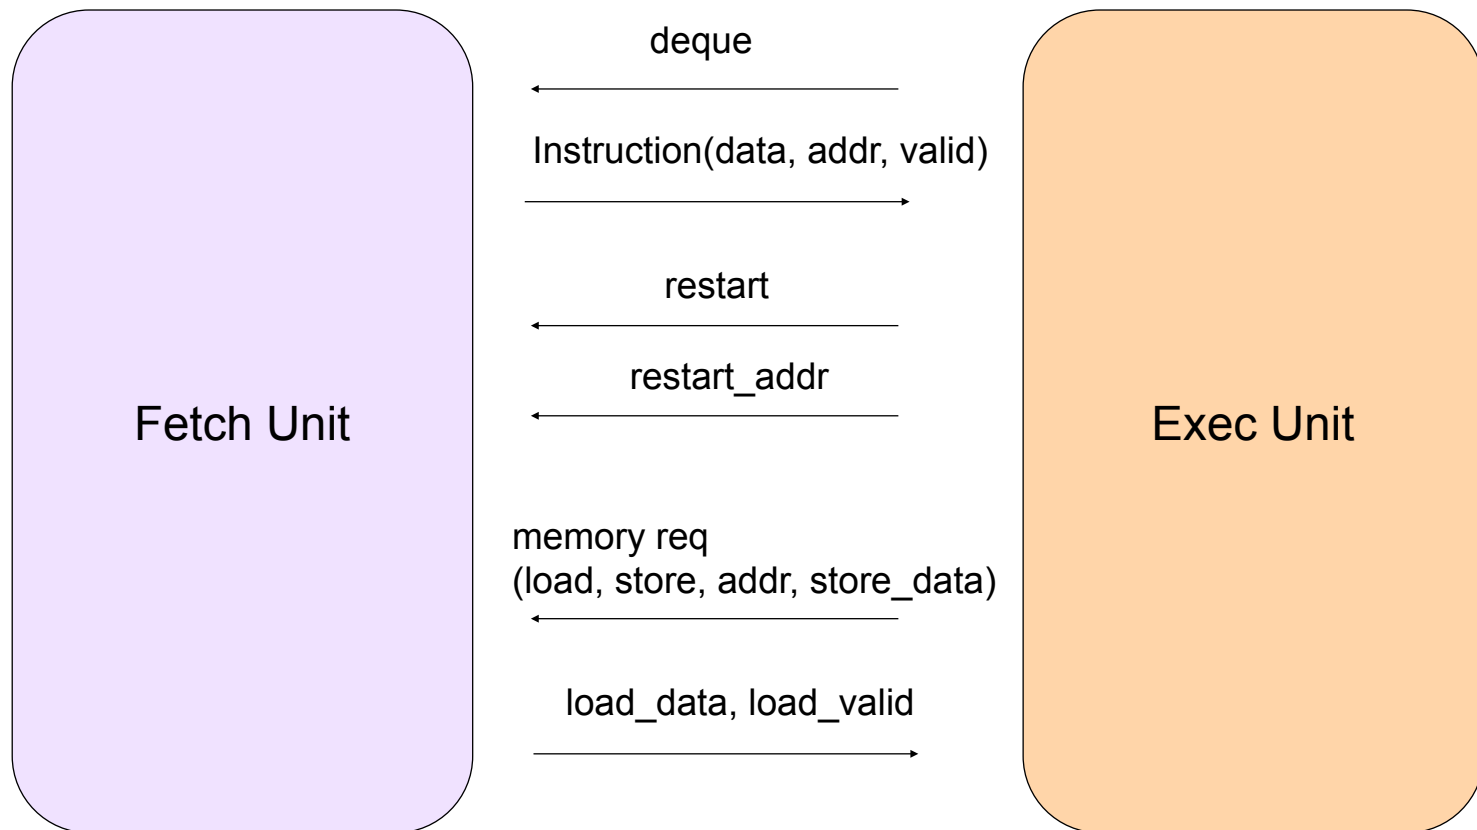 deque
Instruction(data, addr, valid)
restart
restart_addr
Fetch Unit
Exec Unit
memory req
(load, store, addr, store_data)
load_data, load_valid